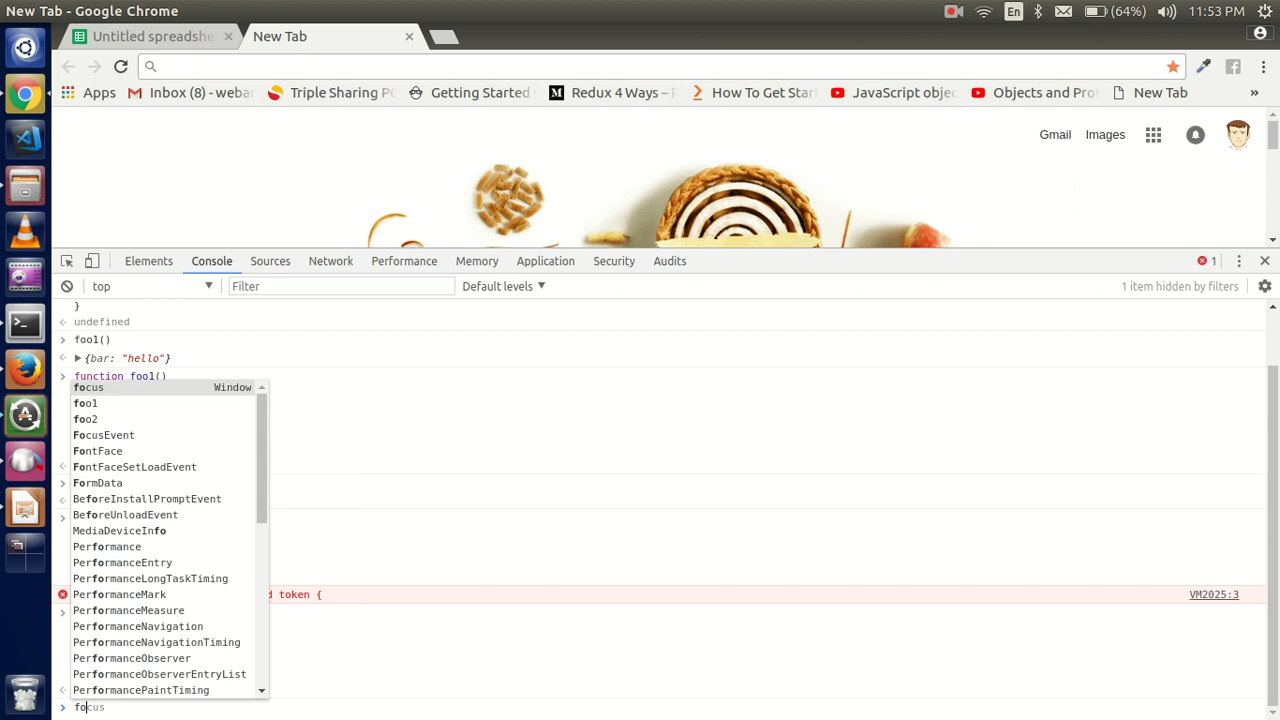 New Tab - Google Chrome
En
(64%)
11:53 PM
Untitled spreadshe
New Tab
Apps
Inbox (8) - webar
Triple Sharing P
Getting Started
Redux 4 Ways –
How To Get Star
JavaScript obje
Objects and Pro
New Tab
»
Gmail
Images
Elements
Console
Sources
Network
Performance
Memory
Application
Security
Audits
1
top
Filter
Default levels
1 item hidden by filters
}
undefined
foo1()
{bar: "hello"}
function foo1()
focus
Window
foo1
foo2
FocusEvent
FontFace
FontFaceSetLoadEvent
FormData
BeforeInstallPromptEvent
BeforeUnloadEvent
MediaDeviceInfo
Performance
PerformanceEntry
PerformanceLongTaskTiming
PerformanceMark
d token {
VM2025:3
PerformanceMeasure
PerformanceNavigation
PerformanceNavigationTiming
PerformanceObserver
PerformanceObserverEntryList
PerformancePaintTiming
focus